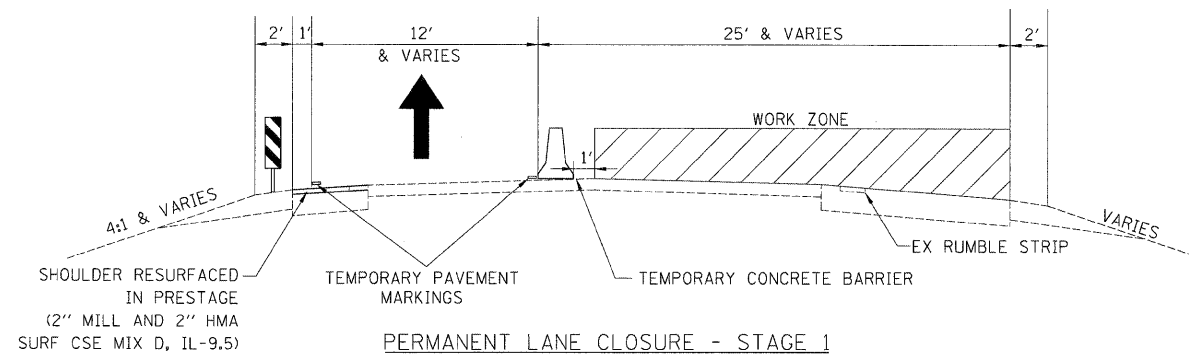 2' 1' 12' 25' & VARIES 2'
& VARIES
WORK ZONE
1'
4:1 & VARIES
VARIES
EX RUMBLE STRIP
SHOULDER RESURFACED
IN PRESTAGE
(2" MILL AND 2" HMA
SURF CSE MIX D, IL-9.5)
TEMPORARY PAVEMENT
MARKINGS
TEMPORARY CONCRETE BARRIER
PERMANENT LANE CLOSURE - STAGE 1